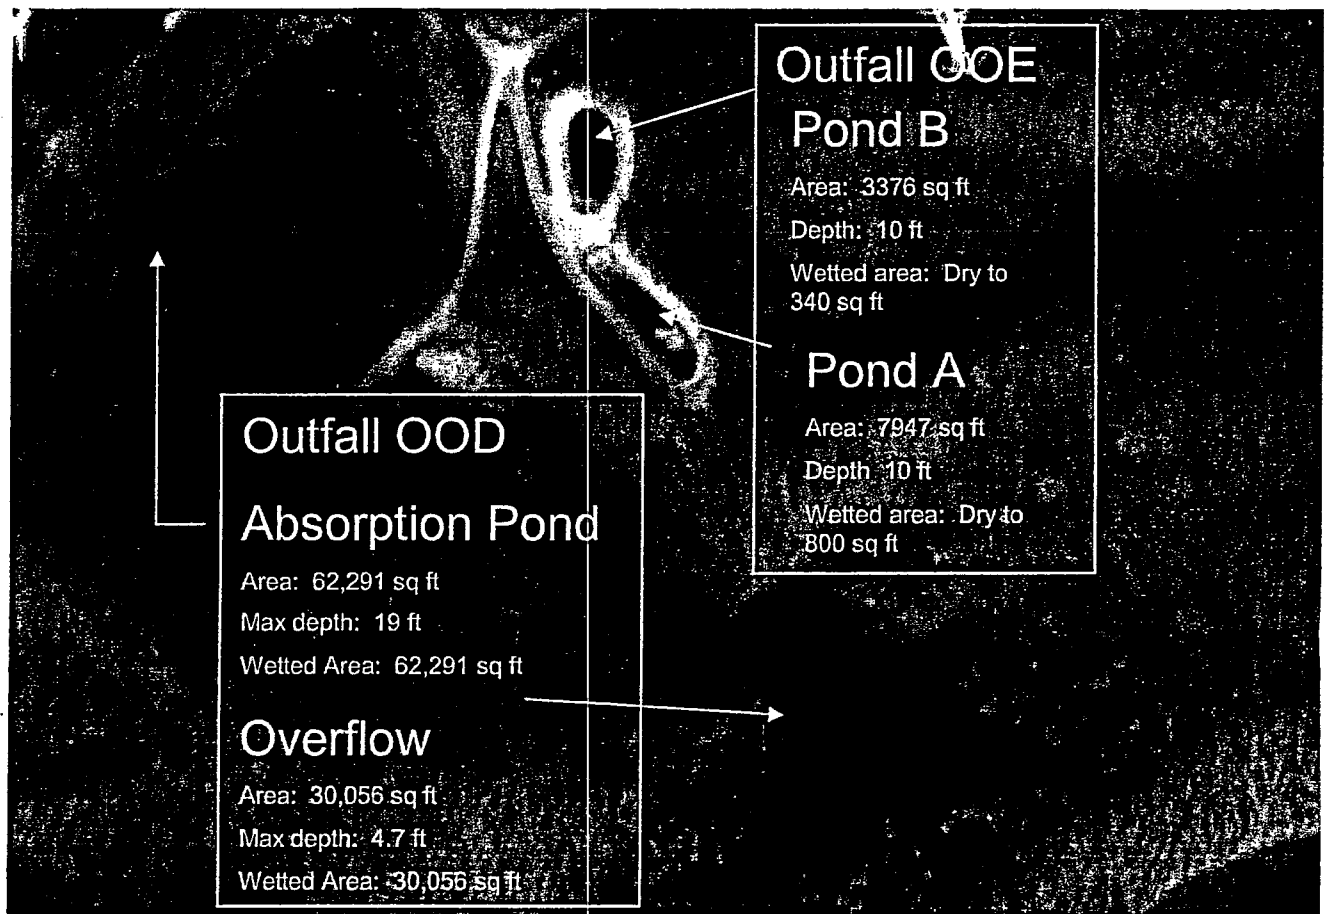 Outfall OOE
Pond B
Area: 3376 sq ft
Depth: 10 ft
Wetted area: Dry to
340 sq ft
Pond A
Area: 7947 sq ft
Depth 10 ft
Wetted area: Dry to
800 sq ft
Outfall OOD
Absorption Pond
Area: 62,291 sq ft
Max depth: 19 ft
Wetted Area: 62,291 sq ft
Overflow
Area: 30,056 sq ft
Max depth: 4.7 ft
Wetted Area: 30,056 sq ft